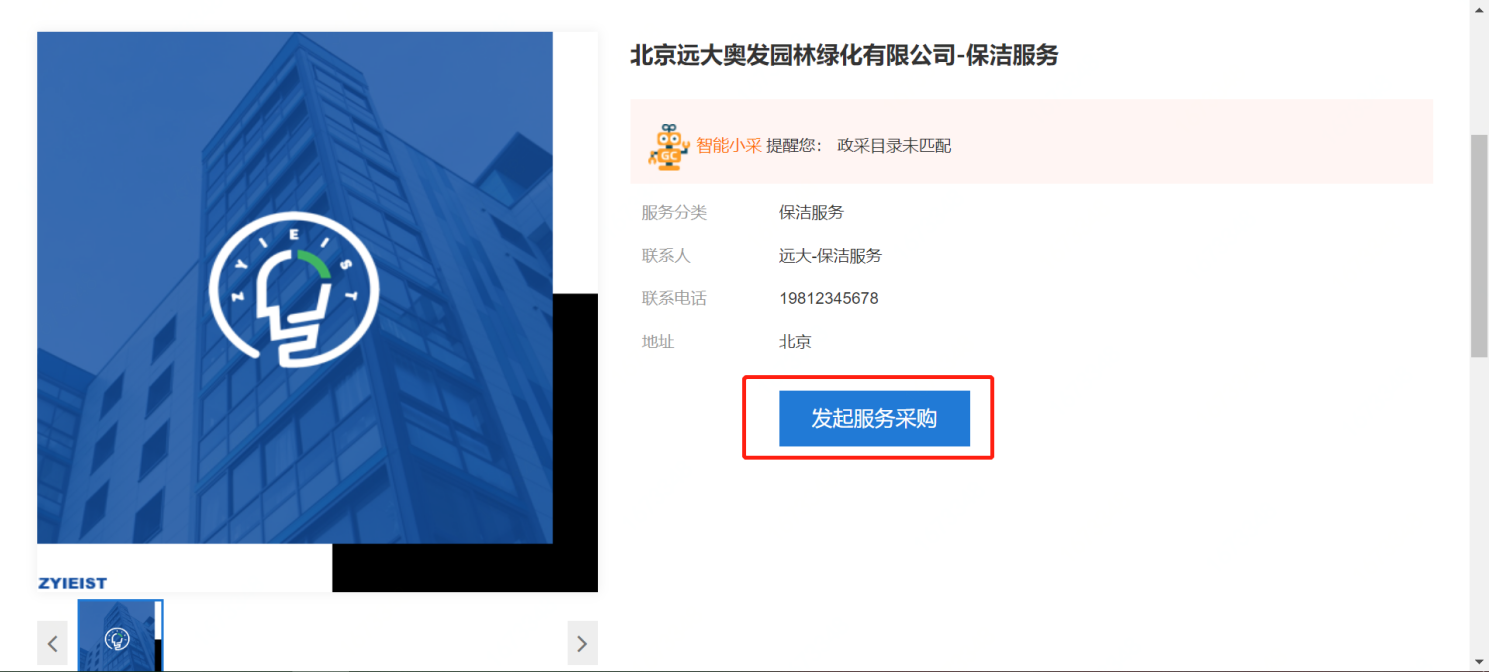 北京远大奥发园林绿化有限公司-保洁服务
GC
智能小采 提醒您： 政采目录未匹配
服务分类 保洁服务
联系人 远大-保洁服务
联系电话 19812345678
地址 北京
发起服务采购
ZYIEIST
ZYIEIST